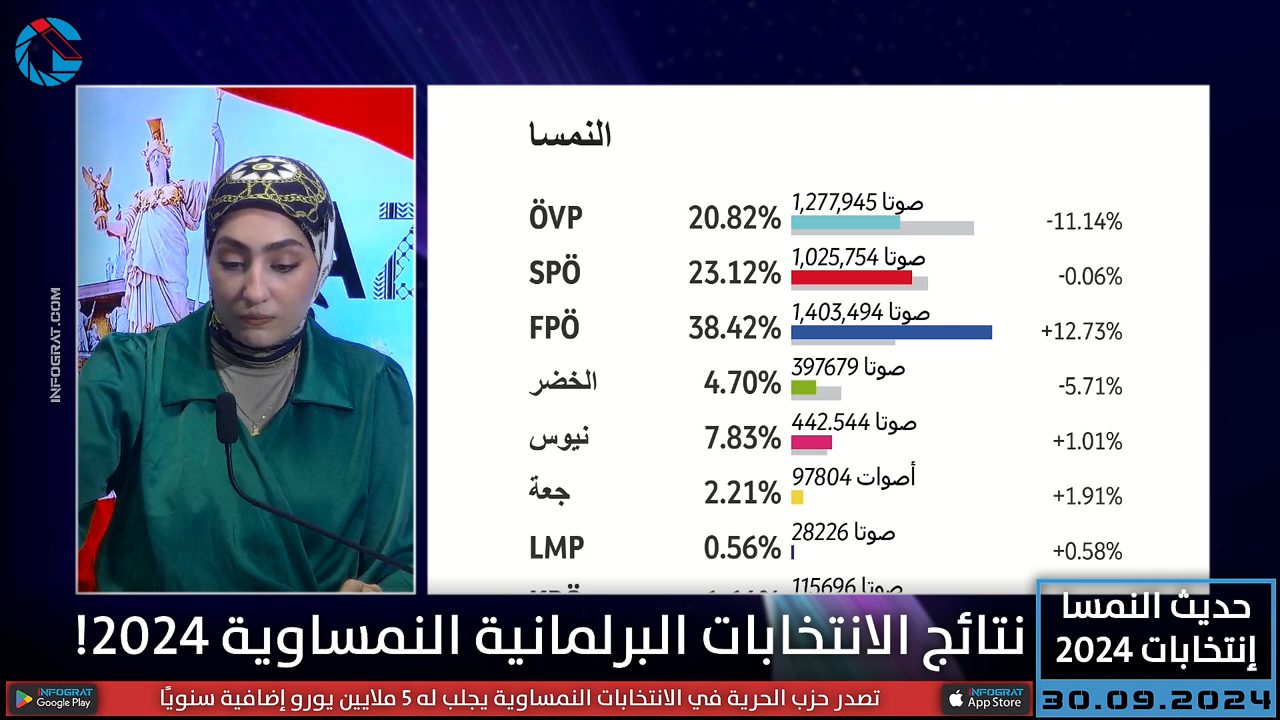 النمسا
ÖVP 20.82% 1,277,945 صوتا -11.14%
SPÖ 23.12% 1,025,754 صوتا -0.06%
FPÖ 38.42% 1,403,494 صوتا +12.73%
الخضر 4.70% 397679 صوتا -5.71%
نيوس 7.83% 442.544 صوتا +1.01%
جعة 2.21% 97804 أصوات +1.91%
LMP 0.56% 28226 صوتا +0.58%
115696 صوتا
INFOGRAT.COM
حديث النمسا
إنتخابات 2024
30.09.2024
نتائج الانتخابات البرلمانية النمساوية 2024!
INFOGRAT
App Store
تصدر حزب الحرية في الانتخابات النمساوية يجلب له 5 ملايين يورو إضافية سنويًا
INFOGRAT
Google Play